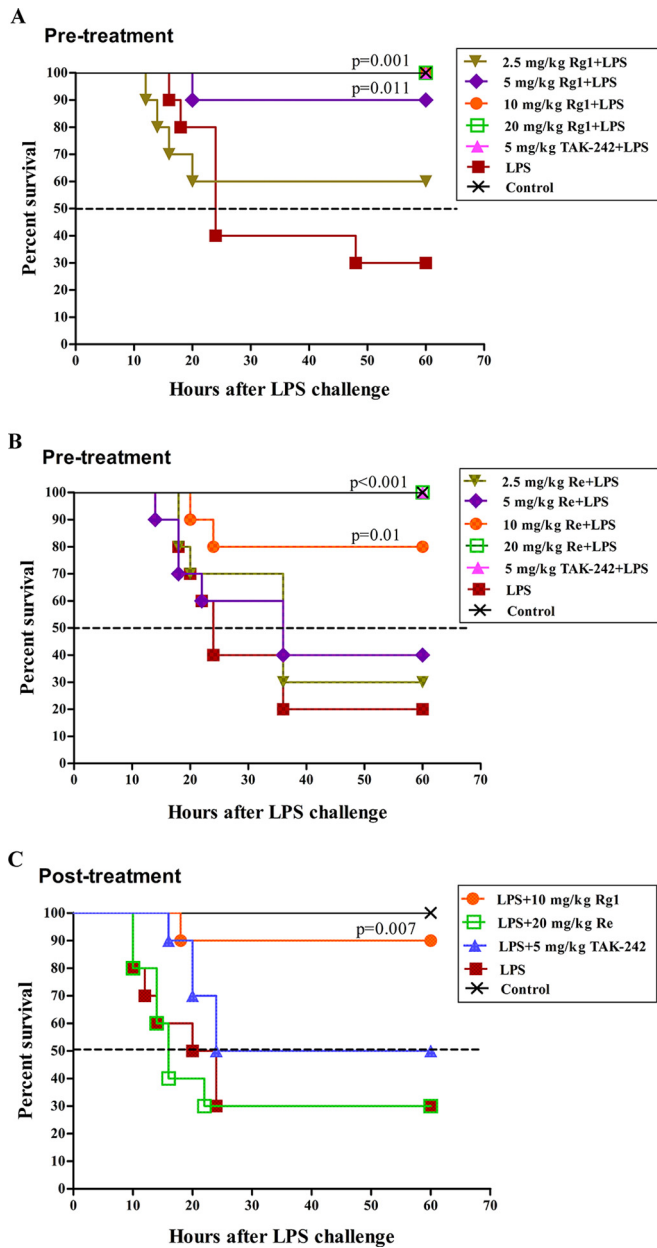 A
Pre-treatment
p=0.001
p=0.011
100
90
80
70
60
50
40
30
20
10
0
Percent survival
0 10 20 30 40 50 60 70
Hours after LPS challenge
2.5 mg/kg Rg1+LPS
5 mg/kg Rg1+LPS
10 mg/kg Rg1+LPS
20 mg/kg Rg1+LPS
5 mg/kg TAK-242+LPS
LPS
Control
B
Pre-treatment
p<0.001
p=0.01
100
90
80
70
60
50
40
30
20
10
0
Percent survival
0 10 20 30 40 50 60 70
Hours after LPS challenge
2.5 mg/kg Re+LPS
5 mg/kg Re+LPS
10 mg/kg Re+LPS
20 mg/kg Re+LPS
5 mg/kg TAK-242+LPS
LPS
Control
C
Post-treatment
p=0.007
100
90
80
70
60
50
40
30
20
10
0
Percent survival
0 10 20 30 40 50 60 70
Hours after LPS challenge
LPS+10 mg/kg Rg1
LPS+20 mg/kg Re
LPS+5 mg/kg TAK-242
LPS
Control